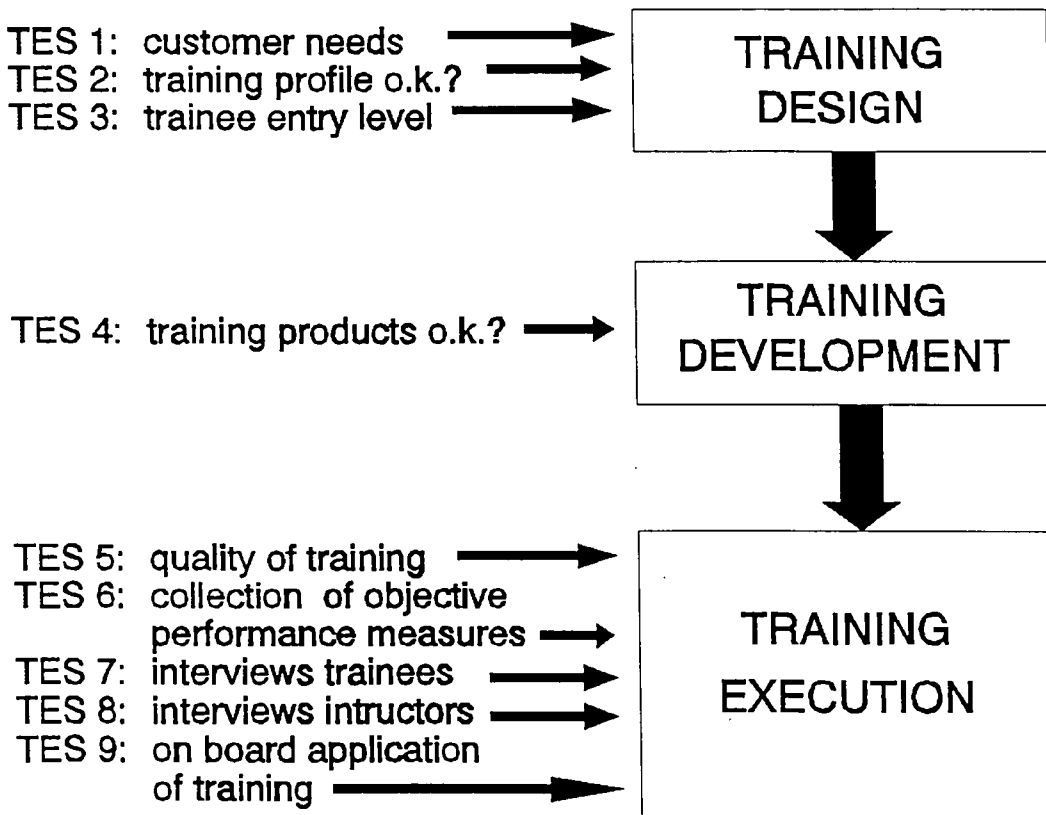 TES 1: customer needs
TES 2: training profile o.k.?
TES 3: trainee entry level
TRAINING
DESIGN
TES 4: training products o.k.?
TRAINING
DEVELOPMENT
TES 5: quality of training
TES 6: collection of objective
performance measures
TES 7: interviews trainees
TES 8: interviews intructors
TES 9: on board application
of training
TRAINING
EXECUTION